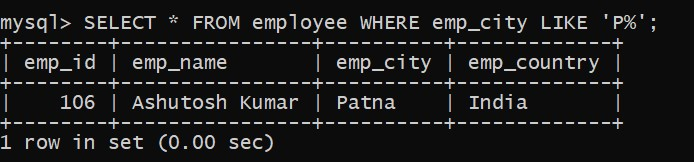 mysql> SELECT * FROM employee WHERE emp_city LIKE 'P%';
+--------+----------------+----------+-------------+
| emp_id | emp_name       | emp_city | emp_country |
+--------+----------------+----------+-------------+
|    106 | Ashutosh Kumar | Patna    | India       |
+--------+----------------+----------+-------------+
1 row in set (0.00 sec)